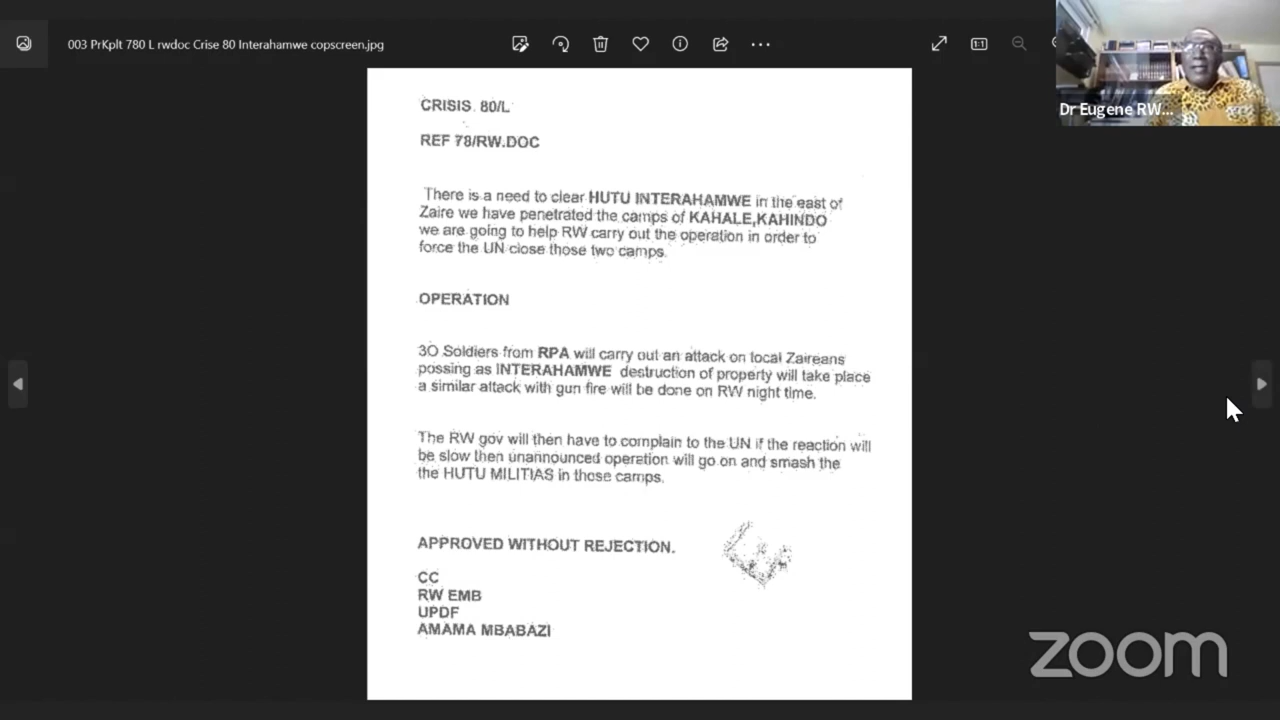 003 PrKplt 780 L rwdoc Crise 80 Interahamwe copscreen.jpg
1:1
Dr Eugene RW...
CRISIS 80/L
REF 78/RW.DOC
There is a need to clear HUTU INTERAHAMWE in the east of
Zaire we have penetrated the camps of KAHALE,KAHINDO
we are going to help RW carry out the operation in order to
force the UN close those two camps.
OPERATION
3O Soldiers from RPA will carry out an attack on local Zaireans
possing as INTERAHAMWE destruction of property will take place
a similar attack with gun fire will be done on RW night time.
The RW gov will then have to complain to the UN if the reaction will
be slow then unannounced operation will go on and smash the
the HUTU MILITIAS in those camps.
APPROVED WITHOUT REJECTION.
CC
RW EMB
UPDF
AMAMA MBABAZI
zoom